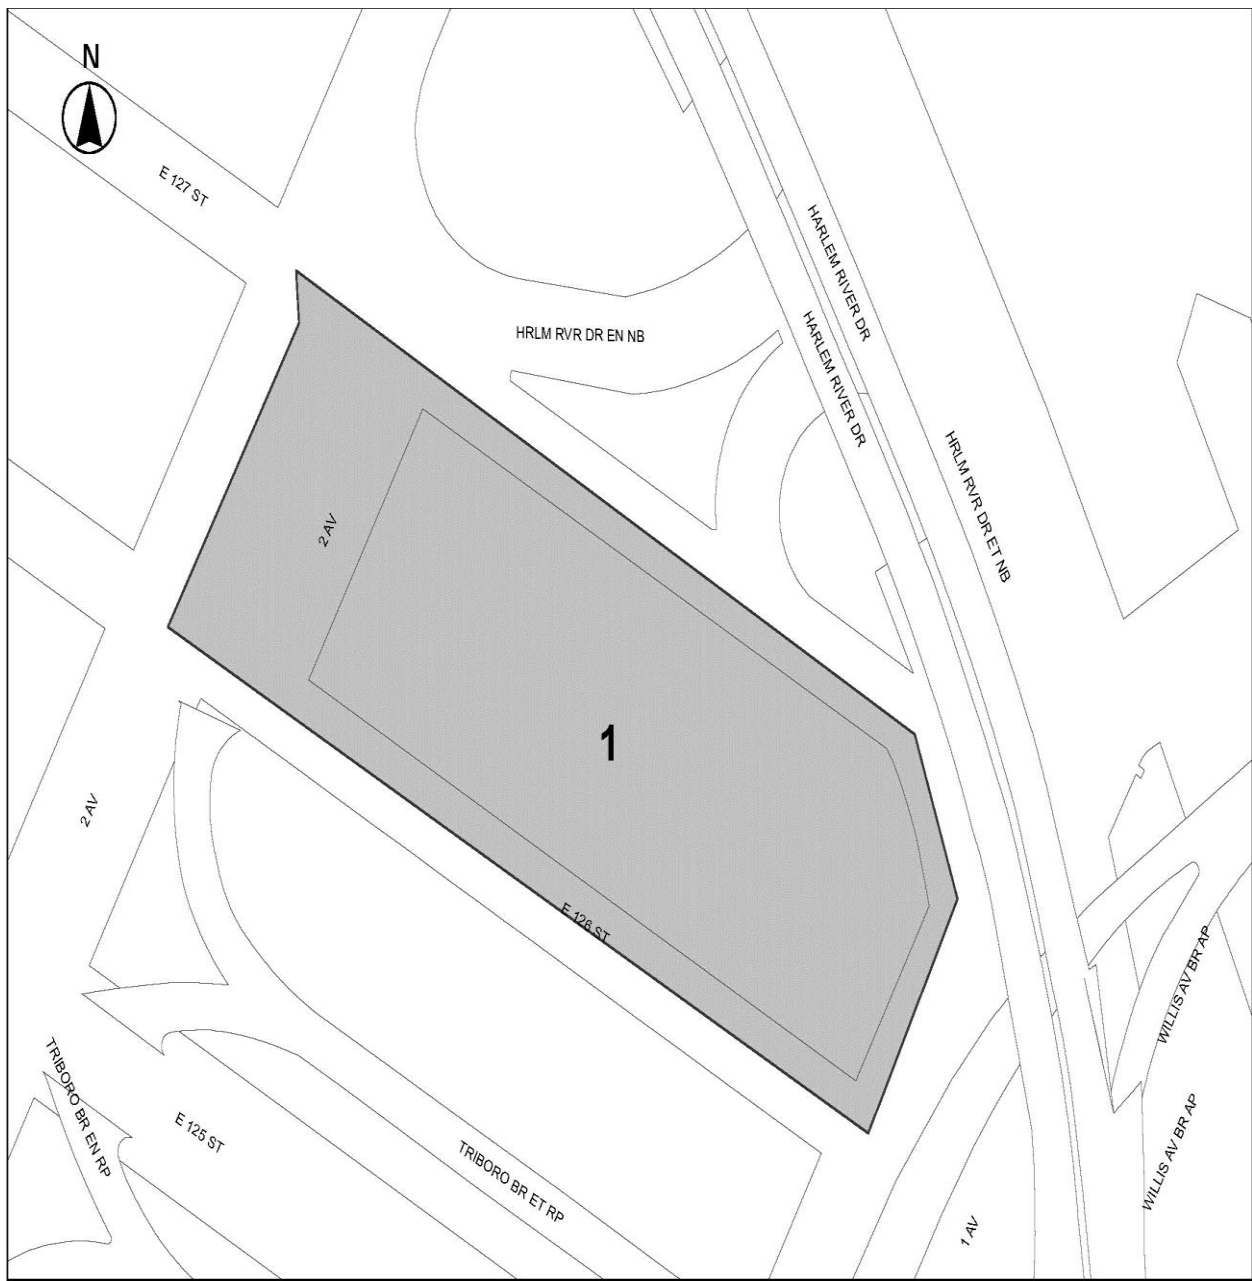 N
E 127 ST
HARLEM RIVER DR
HRLM RVR DR EN NB
HARLEM RIVER DR
HRLM RVR DR ET NB
2 AV
1
2 AV
E 126 ST
WILLIS AV BR AP
TRIBORO BR EN RP
E 125 ST
TRIBORO BR ET RP
WILLIS AV BR AP
1 AV